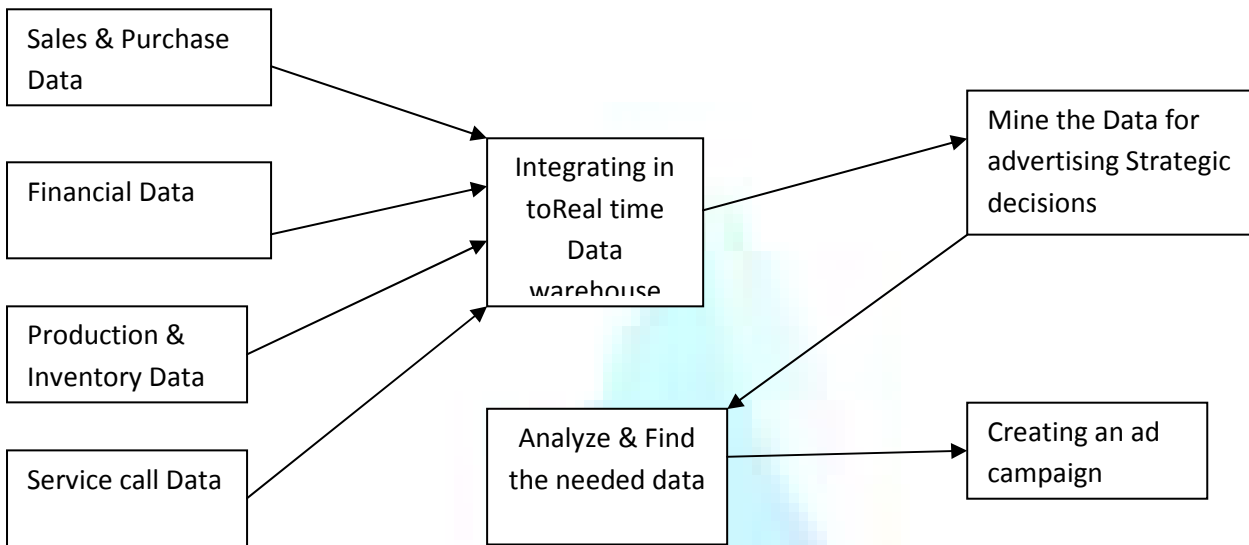 Sales & Purchase
Data
Financial Data
Production &
Inventory Data
Service call Data
Integrating in
toReal time
Data
warehouse
Mine the Data for
advertising Strategic
decisions
Analyze & Find
the needed data
Creating an ad
campaign